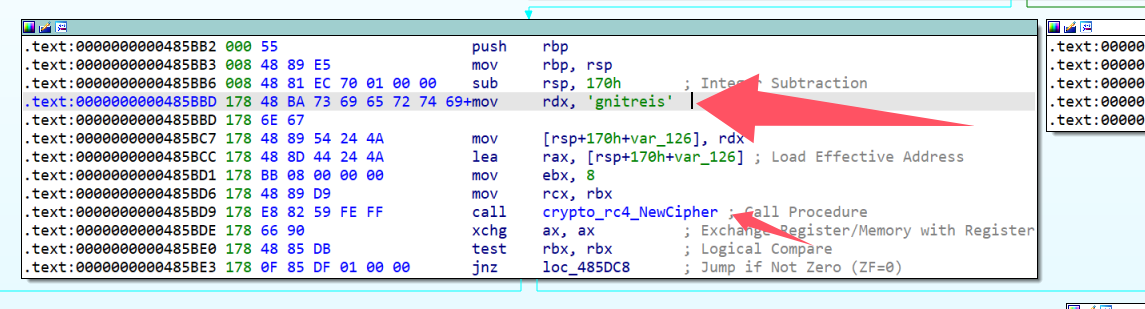 .text:0000000000485BB2 000 55 push rbp
.text:0000000000485BB3 008 48 89 E5 mov rbp, rsp
.text:0000000000485BB6 008 48 81 EC 70 01 00 00 sub rsp, 170h ; Integer Subtraction
.text:0000000000485BBD 178 48 BA 73 69 65 72 74 69+mov rdx, 'gnitreis'
.text:0000000000485BBD 178 6E 67
.text:0000000000485BC7 178 48 89 54 24 4A mov [rsp+170h+var_126], rdx
.text:0000000000485BCC 178 48 8D 44 24 4A lea rax, [rsp+170h+var_126] ; Load Effective Address
.text:0000000000485BD1 178 BB 08 00 00 00 mov ebx, 8
.text:0000000000485BD6 178 48 89 D9 mov rcx, rbx
.text:0000000000485BD9 178 E8 82 59 FE FF call crypto_rc4_NewCipher ; Call Procedure
.text:0000000000485BDE 178 66 90 xchg ax, ax ; Exchange Register/Memory with Register
.text:0000000000485BE0 178 48 85 DB test rbx, rbx ; Logical Compare
.text:0000000000485BE3 178 0F 85 DF 01 00 00 jnz loc_485DC8 ; Jump if Not Zero (ZF=0)
.text:00000
.text:00000
.text:00000
.text:00000
.text:00000